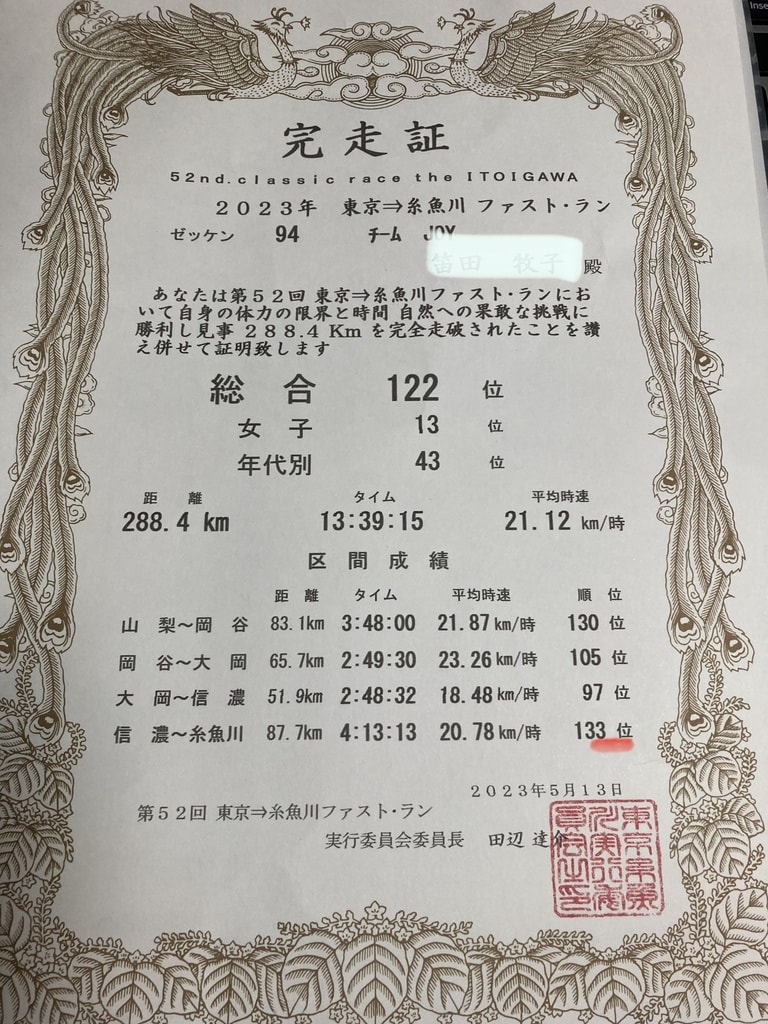 完走証
52nd.classic race the ITOIGAWA
2023年 東京⇒糸魚川 ファスト・ラン
ゼッケン 94 チーム JOY
笛田 牧子 殿
あなたは第52回 東京⇒糸魚川ファスト・ランにお
いて自身の体力の限界と時間 自然への果敢な挑戦に
勝利し見事 288.4 Km を完全走破されたことを讃
え併せて証明致します
総合 122 位
女子 13 位
年代別 43 位
距離 タイム 平均時速
288.4 km 13:39:15 21.12 km/時
区間成績
距離 タイム 平均時速 順位
山梨〜岡谷 83.1km 3:48:00 21.87 km/時 130 位
岡谷〜大岡 65.7km 2:49:30 23.26 km/時 105 位
大岡〜信濃 51.9km 2:48:32 18.48 km/時 97 位
信濃〜糸魚川 87.7km 4:13:13 20.78 km/時 133 位
2023年5月13日
第52回 東京⇒糸魚川ファスト・ラン
実行委員会委員長 田辺 達介